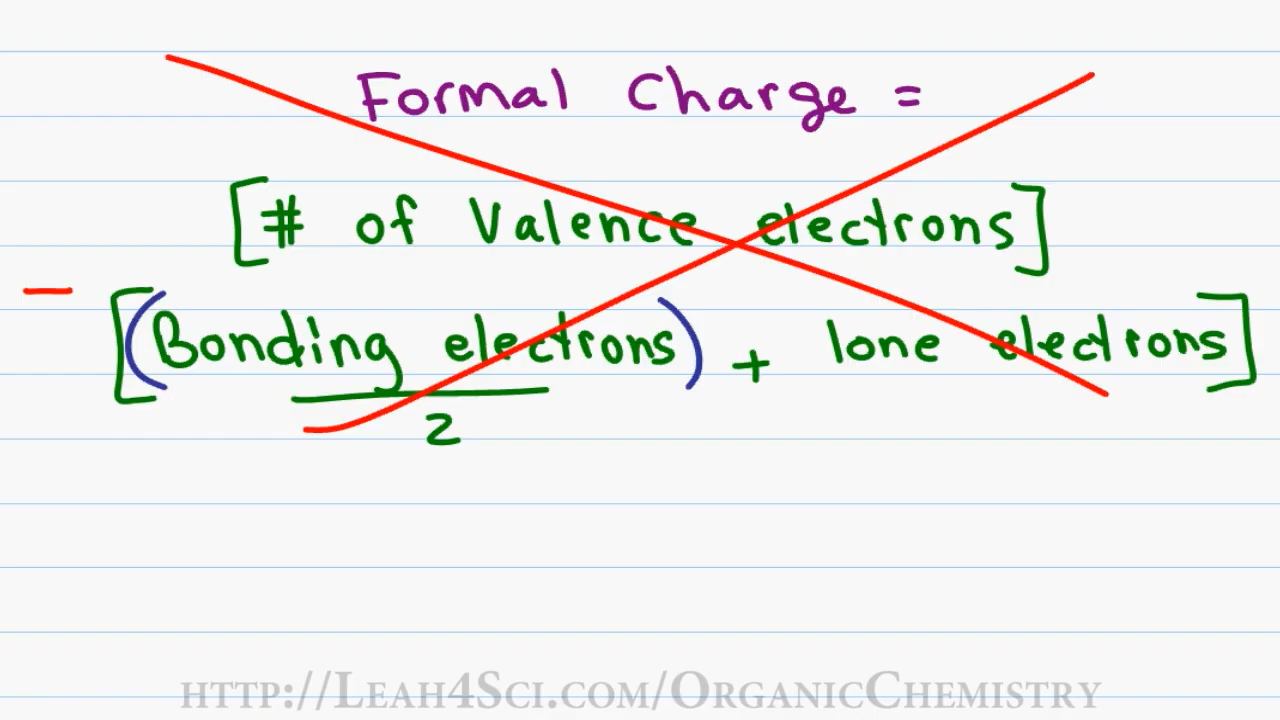 Formal Charge =
[# of Valence electrons]
− [(Bonding electrons) + lone electrons]
2
HTTP://LEAH4SCI.COM/ORGANICCHEMISTRY